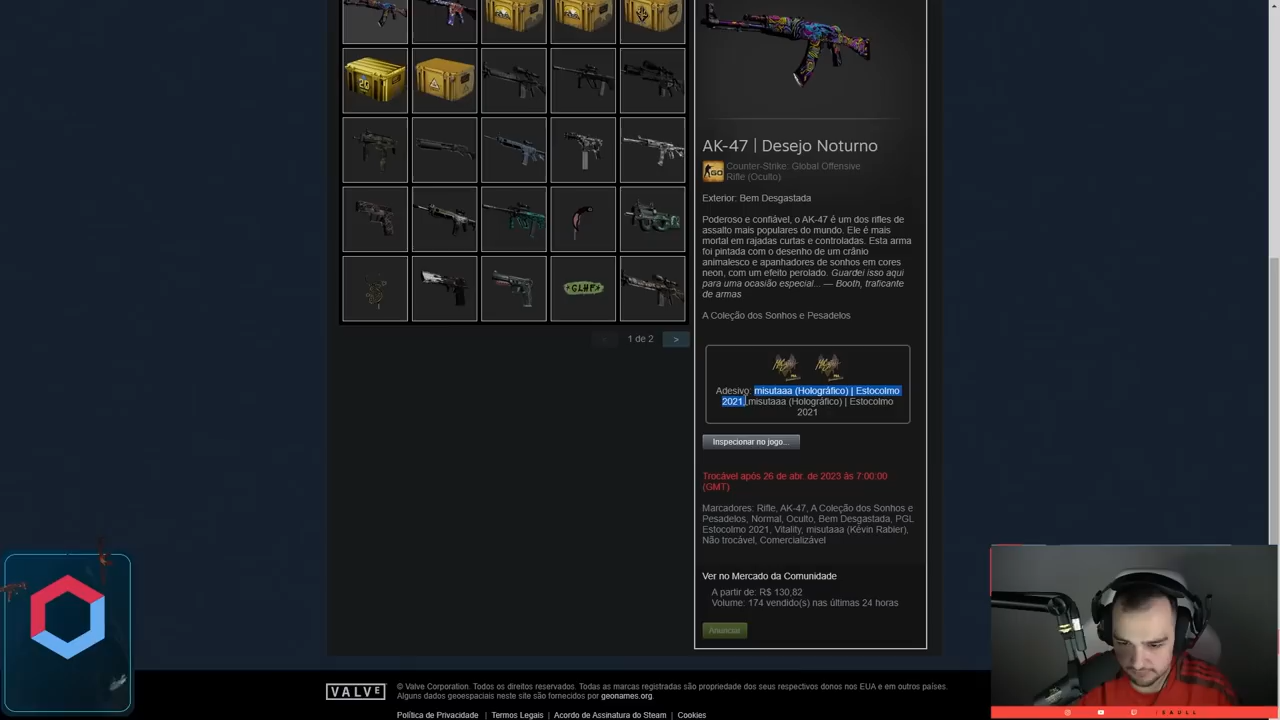 20
GLHF
1 de 2
>
AK-47 | Desejo Noturno
GO
Counter-Strike: Global Offensive
Rifle (Oculto)
Exterior: Bem Desgastada
Poderoso e confiável, o AK-47 é um dos rifles de
assalto mais populares do mundo. Ele é mais
mortal em rajadas curtas e controladas. Esta arma
foi pintada com o desenho de um crânio
animalesco e apanhadores de sonhos em cores
neon, com um efeito perolado. Guardei isso aqui
para uma ocasião especial... — Booth, traficante
de armas
A Coleção dos Sonhos e Pesadelos
Adesivo: misutaaa (Holográfico) | Estocolmo
2021, misutaaa (Holográfico) | Estocolmo
2021
Inspecionar no jogo...
Trocável após 26 de abr. de 2023 às 7:00:00
(GMT)
Marcadores: Rifle, AK-47, A Coleção dos Sonhos e
Pesadelos, Normal, Oculto, Bem Desgastada, PGL
Estocolmo 2021, Vitality, misutaaa (Kévin Rabier),
Não trocável, Comercializável
Ver no Mercado da Comunidade
A partir de: R$ 130,82
Volume: 174 vendido(s) nas últimas 24 horas
Anunciar
VALVE
© Valve Corporation. Todos os direitos reservados. Todas as marcas registradas são propriedade dos seus respectivos donos nos EUA e em outros países.
Alguns dados geoespaciais neste site são fornecidos por geonames.org.
Política de Privacidade | Termos Legais | Acordo de Assinatura do Steam | Cookies